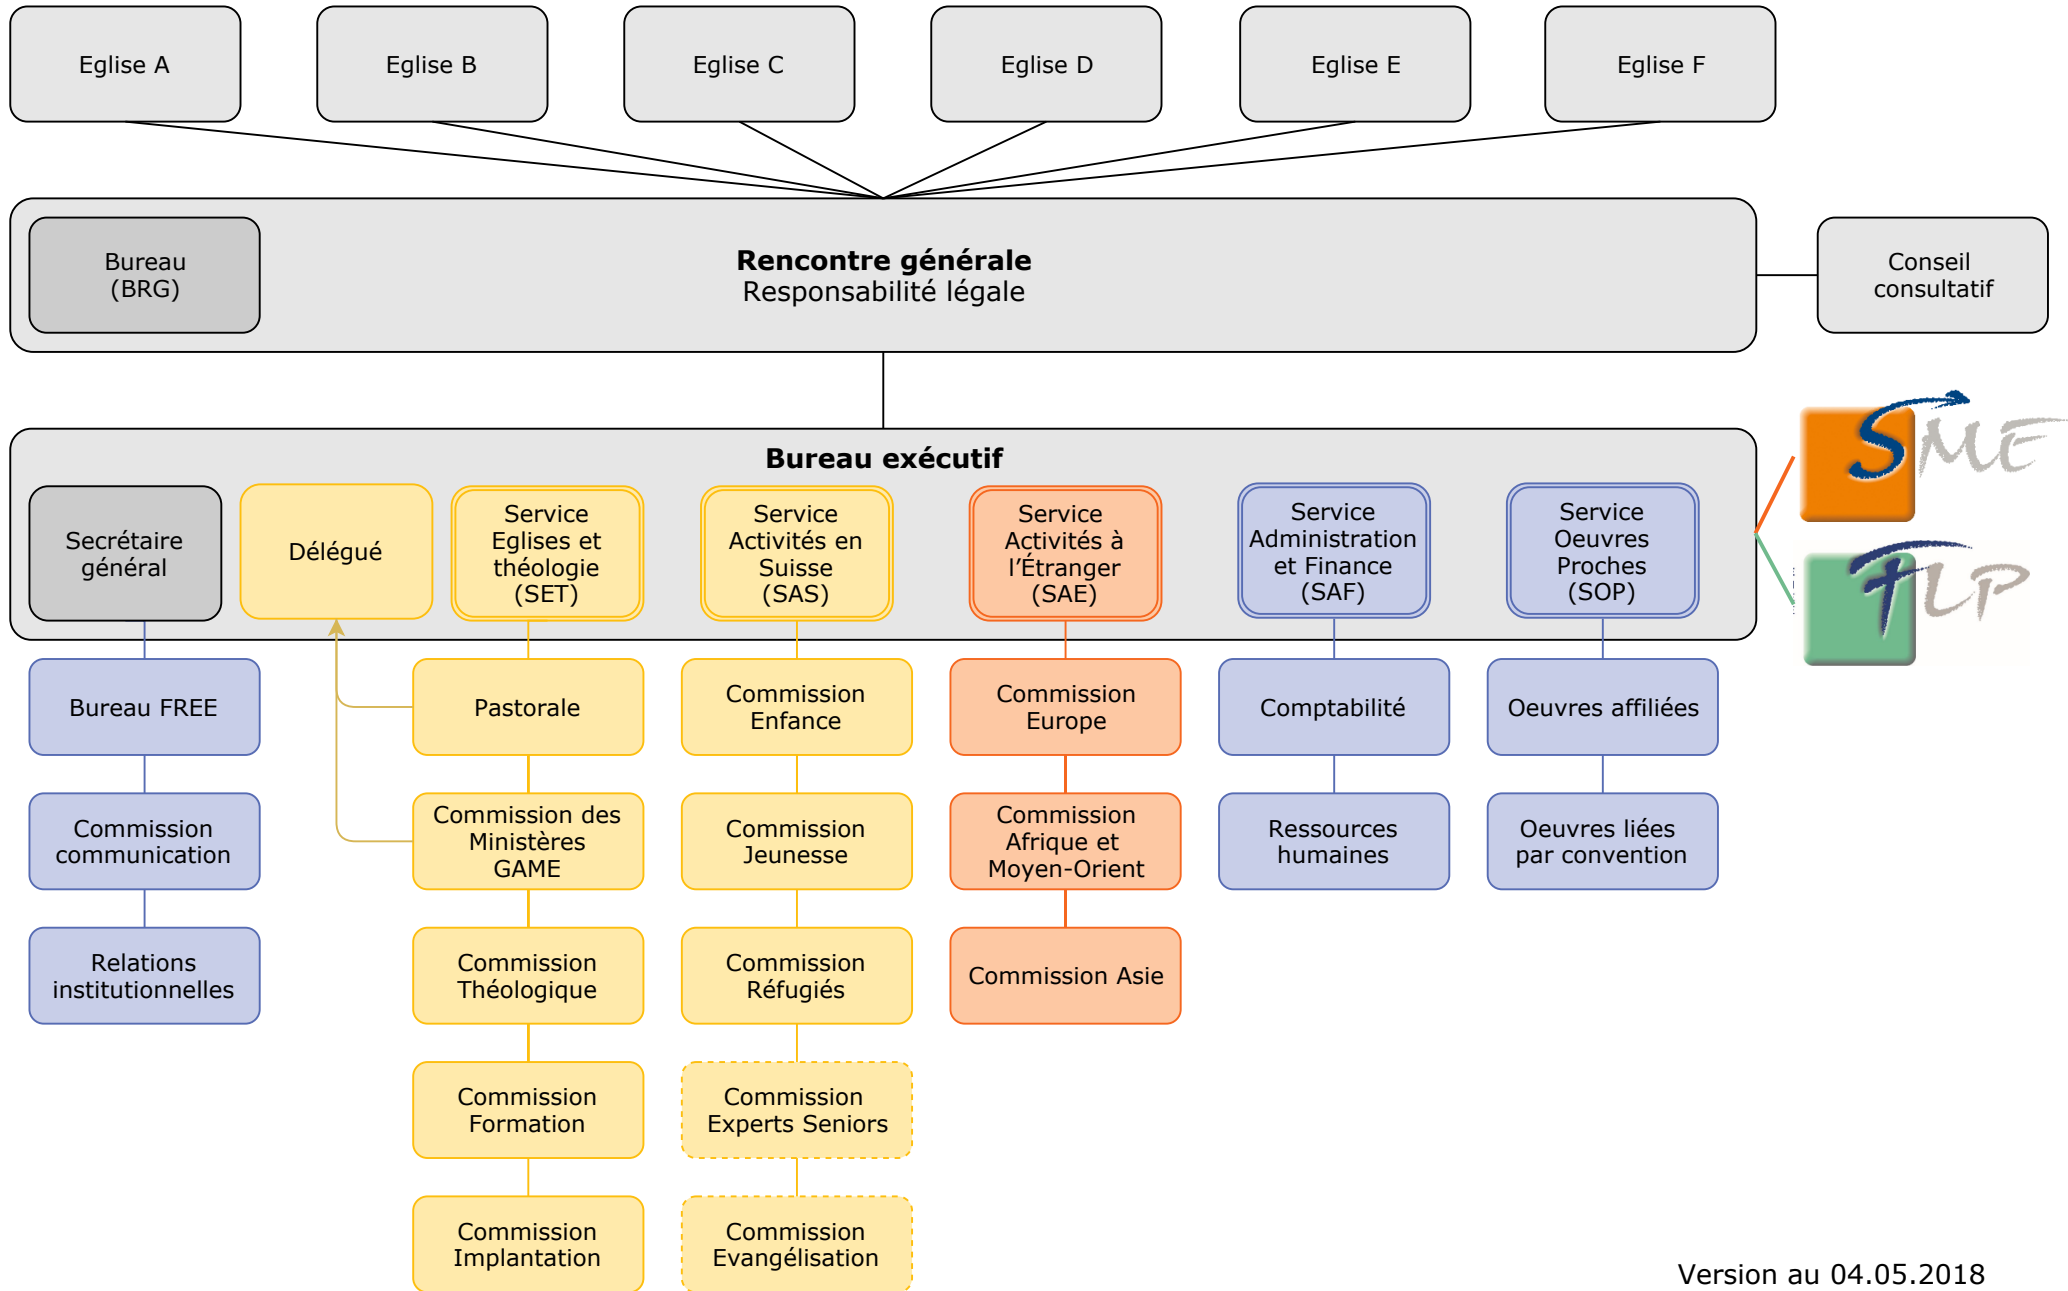 Eglise A
Eglise B
Eglise C
Eglise D
Eglise E
Eglise F
Bureau
(BRG)
Rencontre générale
Responsabilité légale
Conseil
consultatif
Bureau exécutif
Secrétaire
général
Délégué
Service
Eglises et
théologie
(SET)
Service
Activités en
Suisse
(SAS)
Service
Activités à
l’Étranger
(SAE)
Service
Administration
et Finance
(SAF)
Service
Oeuvres
Proches
(SOP)
SME
FLP
Bureau FREE
Pastorale
Commission
Enfance
Commission
Europe
Comptabilité
Oeuvres affiliées
Commission
communication
Commission des
Ministères
GAME
Commission
Jeunesse
Commission
Afrique et
Moyen-Orient
Ressources
humaines
Oeuvres liées
par convention
Relations
institutionnelles
Commission
Théologique
Commission
Réfugiés
Commission Asie
Commission
Formation
Commission
Experts Seniors
Commission
Implantation
Commission
Evangélisation
Version au 04.05.2018